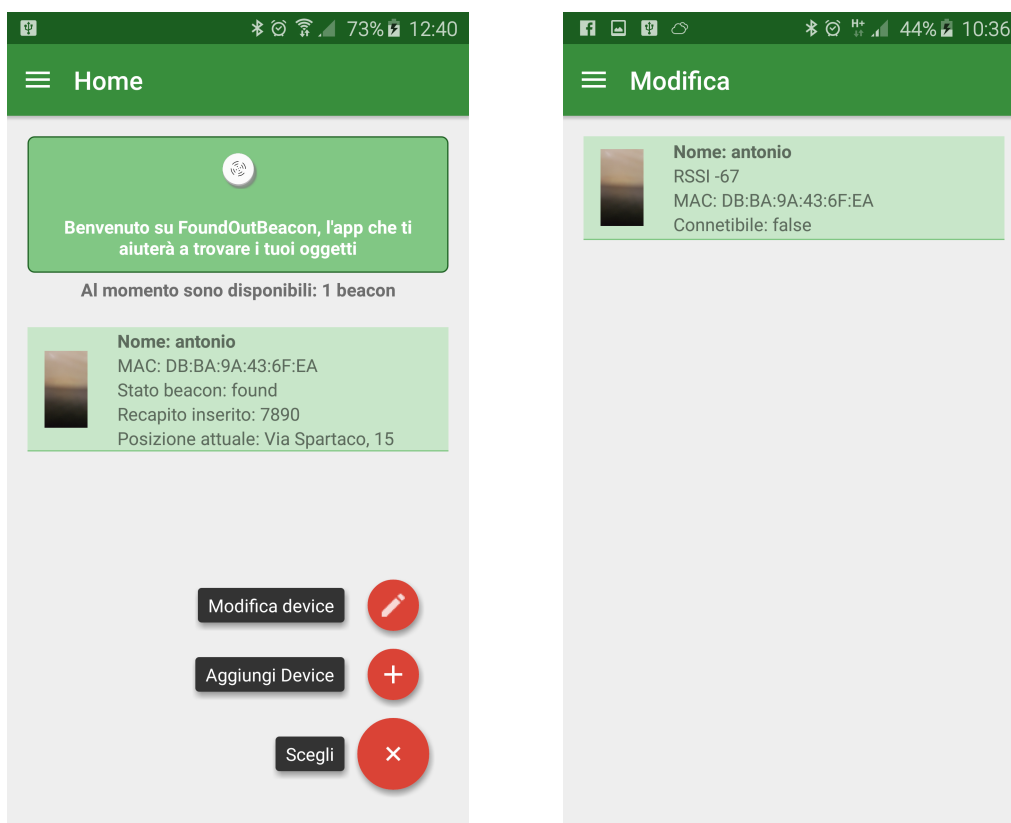 73% 12:40
Home
Benvenuto su FoundOutBeacon, l'app che ti
aiuterà a trovare i tuoi oggetti
Al momento sono disponibili: 1 beacon
Nome: antonio
MAC: DB:BA:9A:43:6F:EA
Stato beacon: found
Recapito inserito: 7890
Posizione attuale: Via Spartaco, 15
Modifica device
Aggiungi Device
Scegli
H+ 44% 10:36
Modifica
Nome: antonio
RSSI -67
MAC: DB:BA:9A:43:6F:EA
Connetibile: false